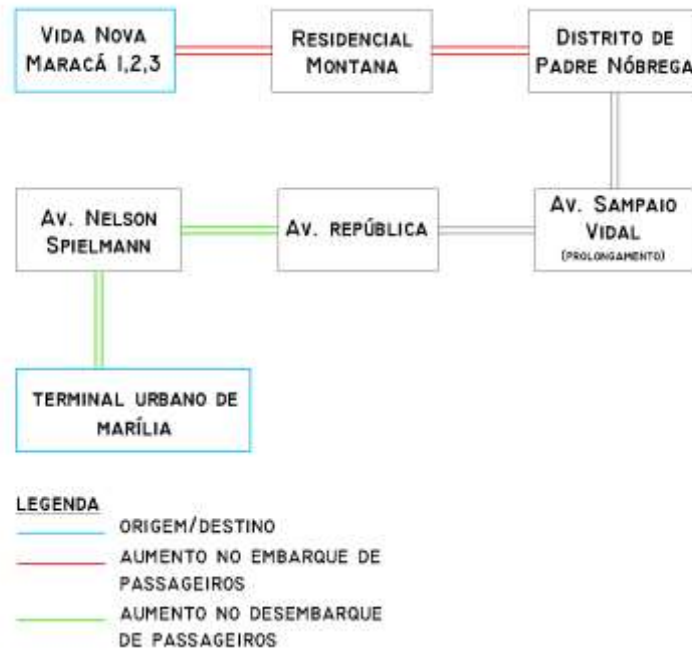 VIDA NOVA
MARACÁ 1,2,3
RESIDENCIAL
MONTANA
DISTRITO DE
PADRE NÓBREGA
AV. NELSON
SPIELMANN
AV. REPÚBLICA
AV. SAMPAIO
VIDAL
(PROLONGAMENTO)
TERMINAL URBANO DE
MARÍLIA
LEGENDA
ORIGEM/DESTINO
AUMENTO NO EMBARQUE DE
PASSAGEIROS
AUMENTO NO DESEMBARQUE
DE PASSAGEIROS